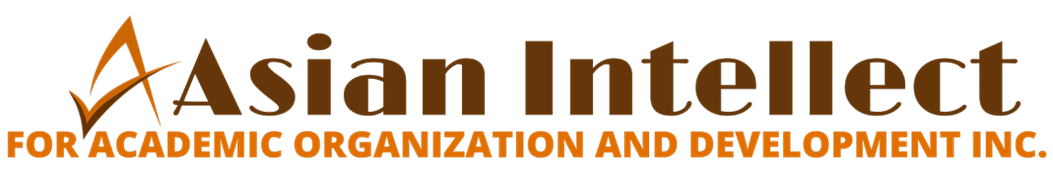 Asian Intellect
FOR ACADEMIC ORGANIZATION AND DEVELOPMENT INC.